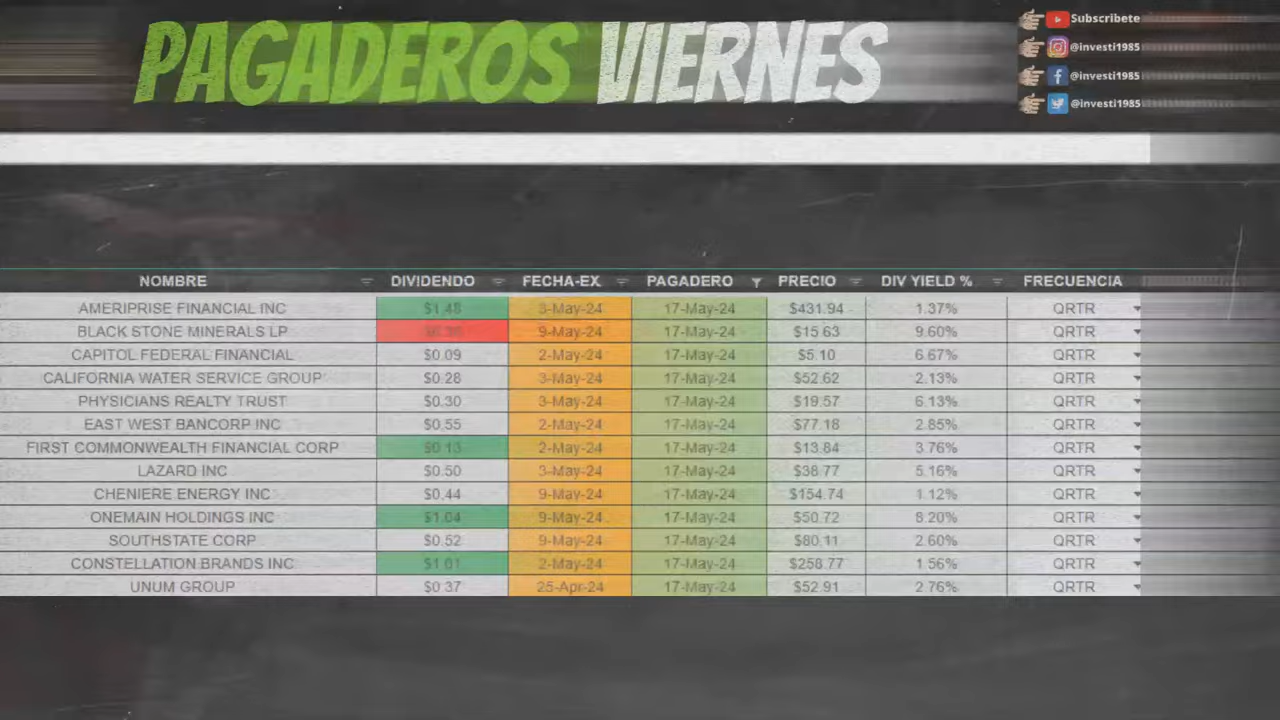 PAGADEROS VIERNES
Subscribete
@investi1985
@investi1985
@investi1985
NOMBRE DIVIDENDO FECHA-EX PAGADERO PRECIO DIV YIELD % FRECUENCIA
AMERIPRISE FINANCIAL INC $1.48 3-May-24 17-May-24 $431.94 1.37% QRTR
BLACK STONE MINERALS LP 9-May-24 17-May-24 $15.63 9.60% QRTR
CAPITOL FEDERAL FINANCIAL $0.09 2-May-24 17-May-24 $5.10 6.67% QRTR
CALIFORNIA WATER SERVICE GROUP $0.28 3-May-24 17-May-24 $52.62 2.13% QRTR
PHYSICIANS REALTY TRUST $0.30 3-May-24 17-May-24 $19.57 6.13% QRTR
EAST WEST BANCORP INC $0.55 2-May-24 17-May-24 $77.18 2.85% QRTR
FIRST COMMONWEALTH FINANCIAL CORP $0.13 2-May-24 17-May-24 $13.84 3.76% QRTR
LAZARD INC $0.50 3-May-24 17-May-24 $38.77 5.16% QRTR
CHENIERE ENERGY INC $0.44 9-May-24 17-May-24 $154.74 1.12% QRTR
ONEMAIN HOLDINGS INC $1.04 9-May-24 17-May-24 $50.72 8.20% QRTR
SOUTHSTATE CORP $0.52 9-May-24 17-May-24 $80.11 2.60% QRTR
CONSTELLATION BRANDS INC $1.01 2-May-24 17-May-24 $258.77 1.56% QRTR
UNUM GROUP $0.37 25-Apr-24 17-May-24 $52.91 2.76% QRTR